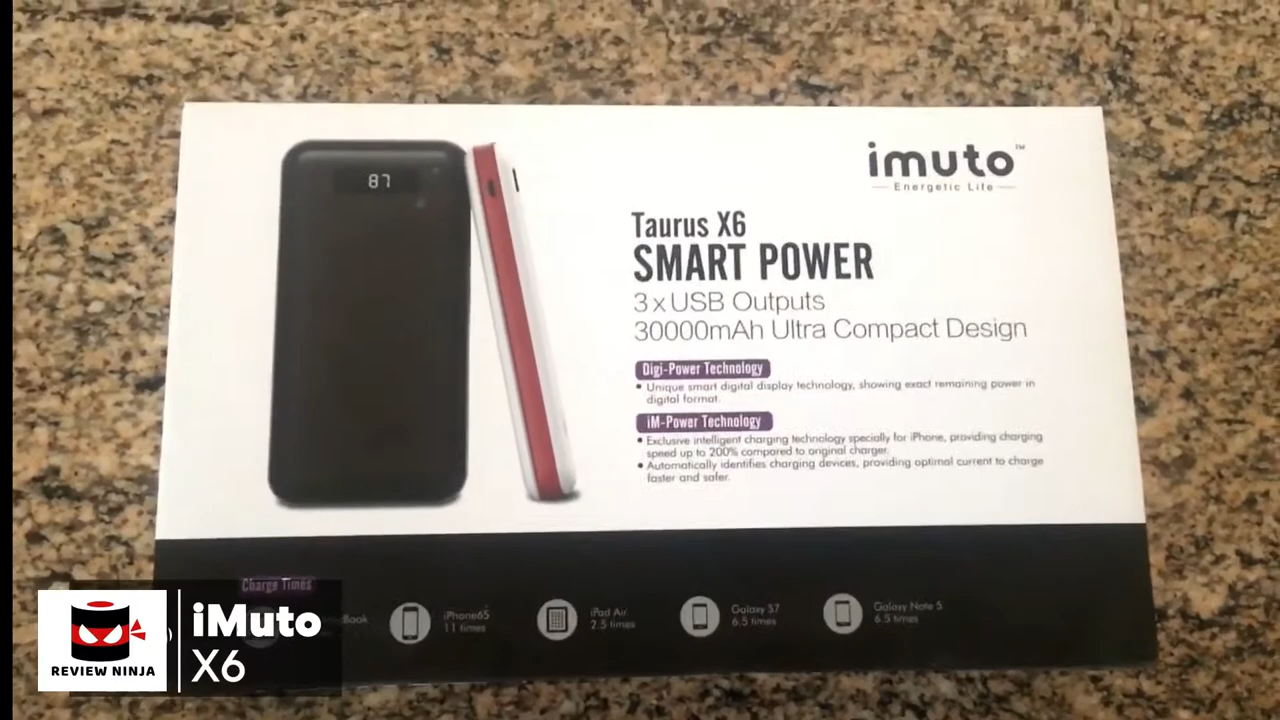 87
imuto™
Energetic Life
Taurus X6
SMART POWER
3 x USB Outputs
30000mAh Ultra Compact Design
Digi-Power Technology
• Unique smart digital display technology, showing exact remaining power in
digital format.
iM-Power Technology
• Exclusive intelligent charging technology specially for iPhone, providing charging
speed up to 200% compared to original charger.
• Automatically identifies charging devices, providing optimal current to charge
faster and safer.
Charge Times
iPhone6S
11 times
iPad Air
2.5 times
Galaxy S7
6.5 times
Galaxy Note 5
6.5 times
REVIEW NINJA
iMuto
X6